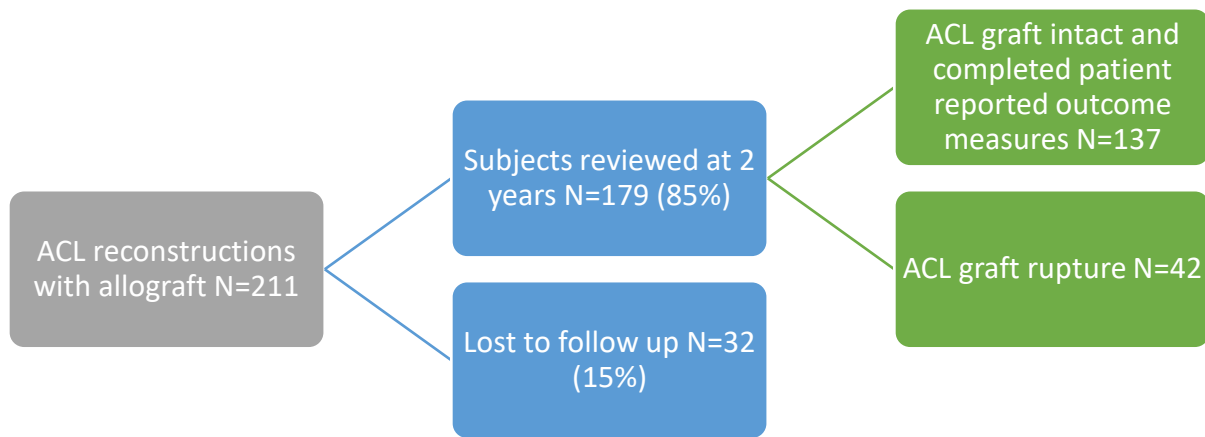 ACL reconstructions
with allograft N=211
Subjects reviewed at 2
years N=179 (85%)
Lost to follow up N=32
(15%)
ACL graft intact and
completed patient
reported outcome
measures N=137
ACL graft rupture N=42